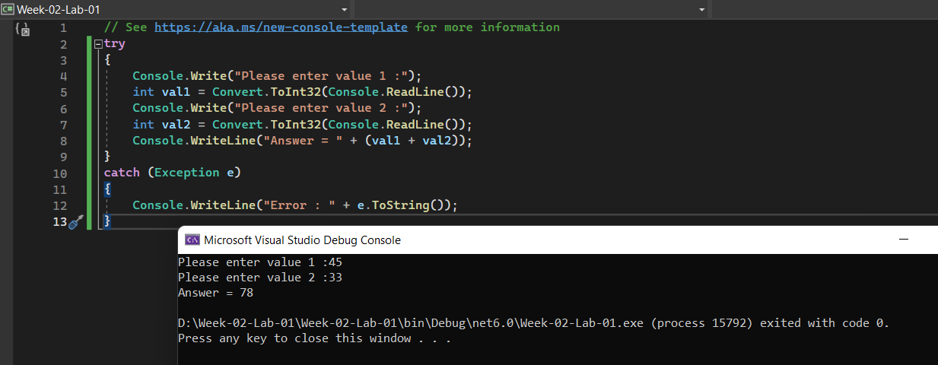 C# Week-02-Lab-01
1 // See https://aka.ms/new-console-template for more information
2 try
3 {
4 Console.Write("Please enter value 1 :");
5 int val1 = Convert.ToInt32(Console.ReadLine());
6 Console.Write("Please enter value 2 :");
7 int val2 = Convert.ToInt32(Console.ReadLine());
8 Console.WriteLine("Answer = " + (val1 + val2));
9 }
10 catch (Exception e)
11 {
12 Console.WriteLine("Error : " + e.ToString());
13 }
C:\ Microsoft Visual Studio Debug Console
Please enter value 1 :45
Please enter value 2 :33
Answer = 78
D:\Week-02-Lab-01\Week-02-Lab-01\bin\Debug\net6.0\Week-02-Lab-01.exe (process 15792) exited with code 0.
Press any key to close this window . . .